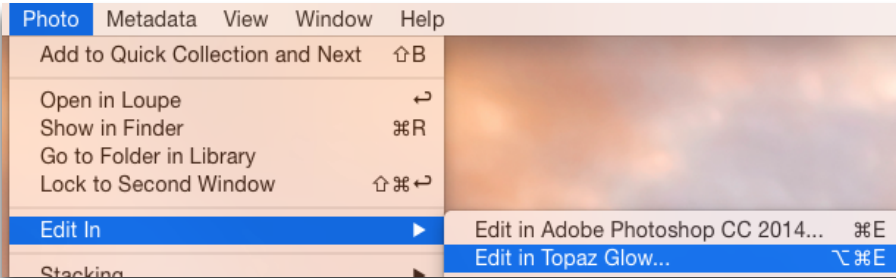 Photo Metadata View Window Help
Add to Quick Collection and Next ⇧B
Open in Loupe ↩
Show in Finder ⌘R
Go to Folder in Library
Lock to Second Window ⇧⌘↩
Edit In ▶
Edit in Adobe Photoshop CC 2014... ⌘E
Edit in Topaz Glow... ⌥⌘E
Stacking ▶